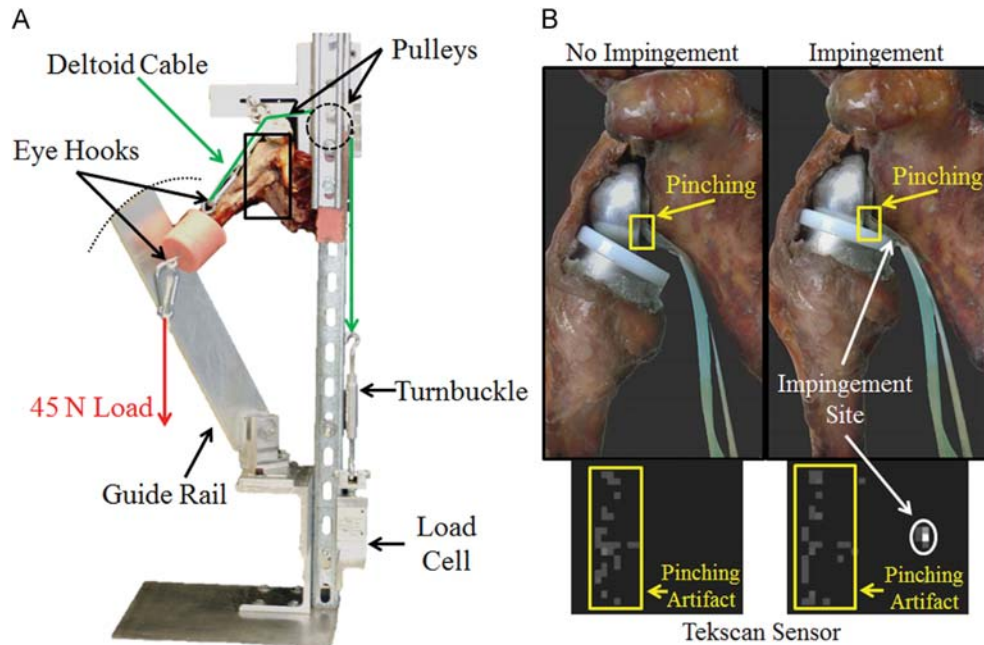 A
Deltoid Cable
Pulleys
Eye Hooks
45 N Load
Guide Rail
Turnbuckle
Load
Cell
B
No Impingement
Impingement
Pinching
Pinching
Impingement
Site
Pinching
Artifact
Pinching
Artifact
Tekscan Sensor